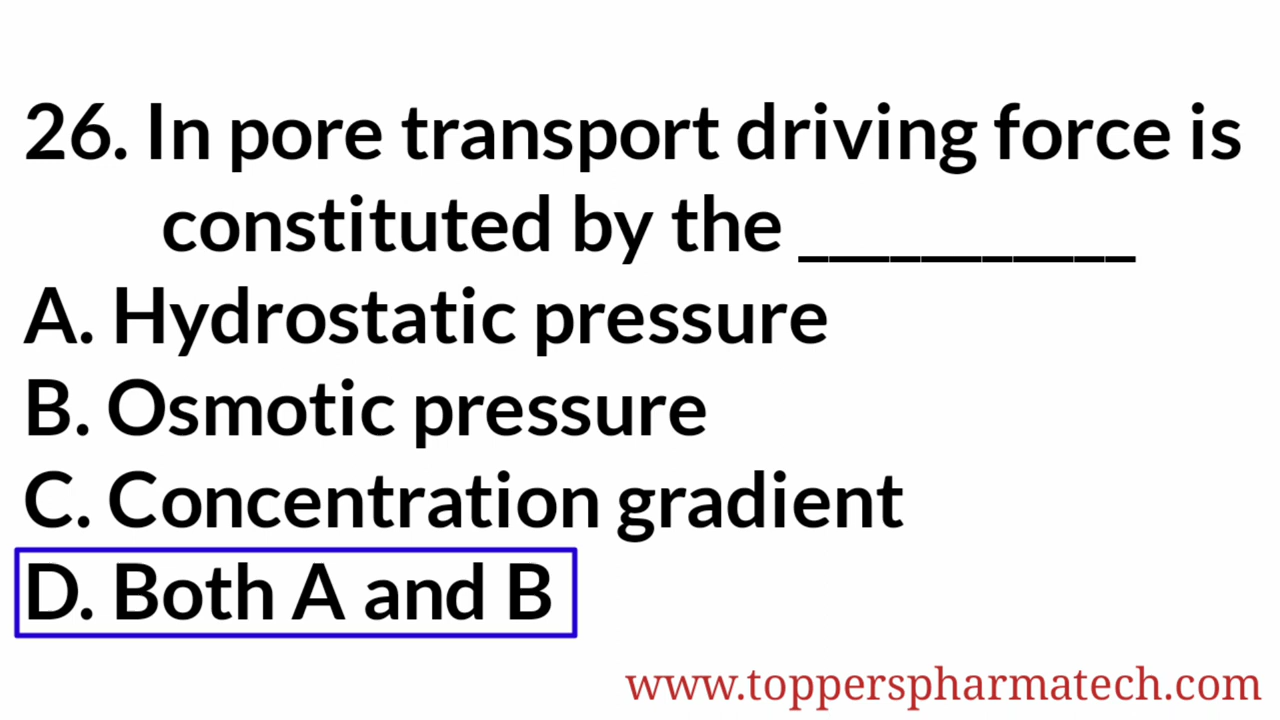 26. In pore transport driving force is
constituted by the ___________
A. Hydrostatic pressure
B. Osmotic pressure
C. Concentration gradient
D. Both A and B
www.topperspharmatech.com